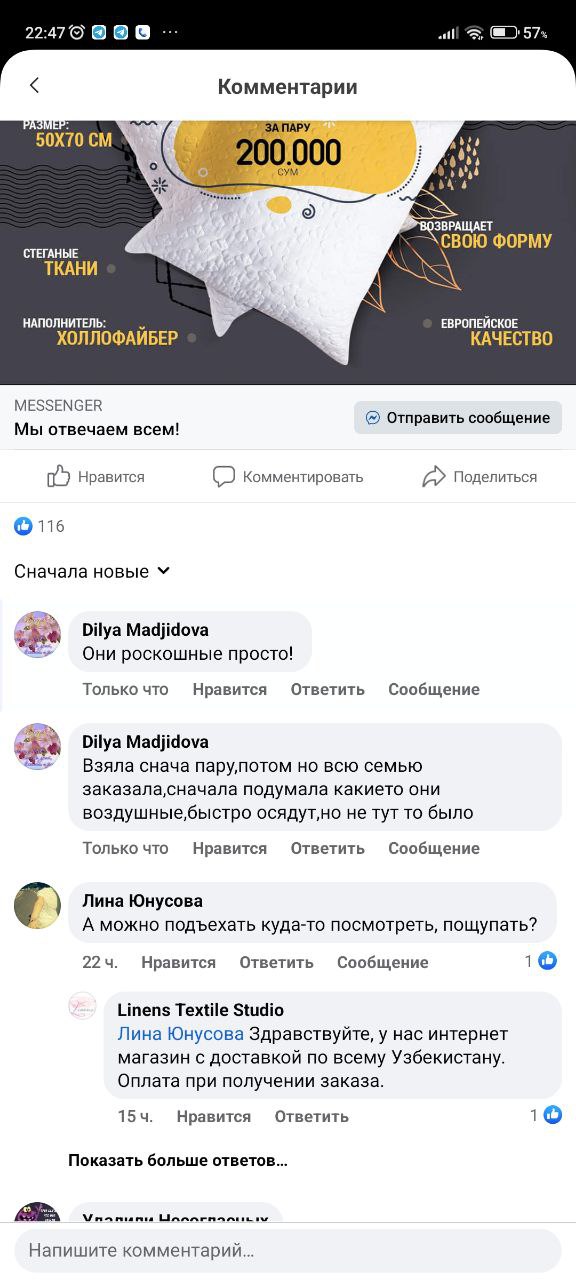 22:47
57%
Комментарии
РАЗМЕР:
50X70 СМ
ЗА ПАРУ
200.000
СУМ
ВОЗВРАЩАЕТ
СВОЮ ФОРМУ
СТЕГАНЫЕ
ТКАНИ
НАПОЛНИТЕЛЬ:
ХОЛЛОФАЙБЕР
ЕВРОПЕЙСКОЕ
КАЧЕСТВО
MESSENGER
Мы отвечаем всем!
Отправить сообщение
Нравится
Комментировать
Поделиться
116
Сначала новые
Dilya Madjidova
Они роскошные просто!
Только что Нравится Ответить Сообщение
Dilya Madjidova
Взяла снача пару,потом но всю семью
заказала,сначала подумала какието они
воздушные,быстро осядут,но не тут то было
Только что Нравится Ответить Сообщение
Лина Юнусова
А можно подъехать куда-то посмотреть, пощупать?
22 ч. Нравится Ответить Сообщение 1
Linens Textile Studio
Лина Юнусова Здравствуйте, у нас интернет
магазин с доставкой по всему Узбекистану.
Оплата при получении заказа.
15 ч. Нравится Ответить 1
Показать больше ответов...
Удалили Несогласных
Напишите комментарий...